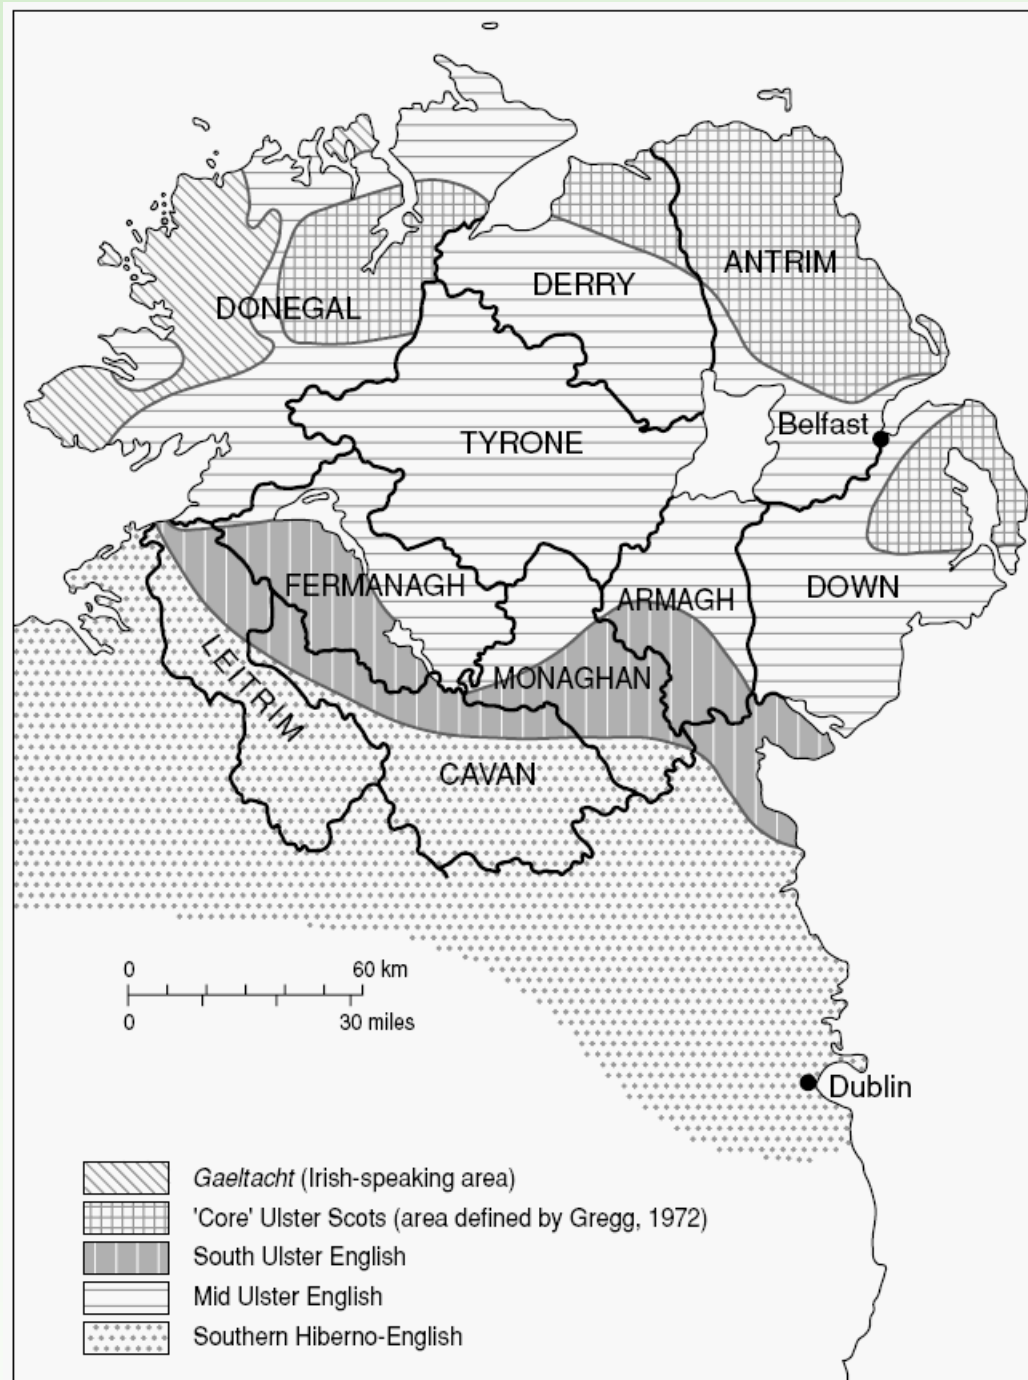 ANTRIM
DERRY
DONEGAL
Belfast
TYRONE
FERMANAGH
ARMAGH
DOWN
LEITRIM
MONAGHAN
CAVAN
0 60 km
0 30 miles
Dublin
Gaeltacht (Irish-speaking area)
'Core' Ulster Scots (area defined by Gregg, 1972)
South Ulster English
Mid Ulster English
Southern Hiberno-English